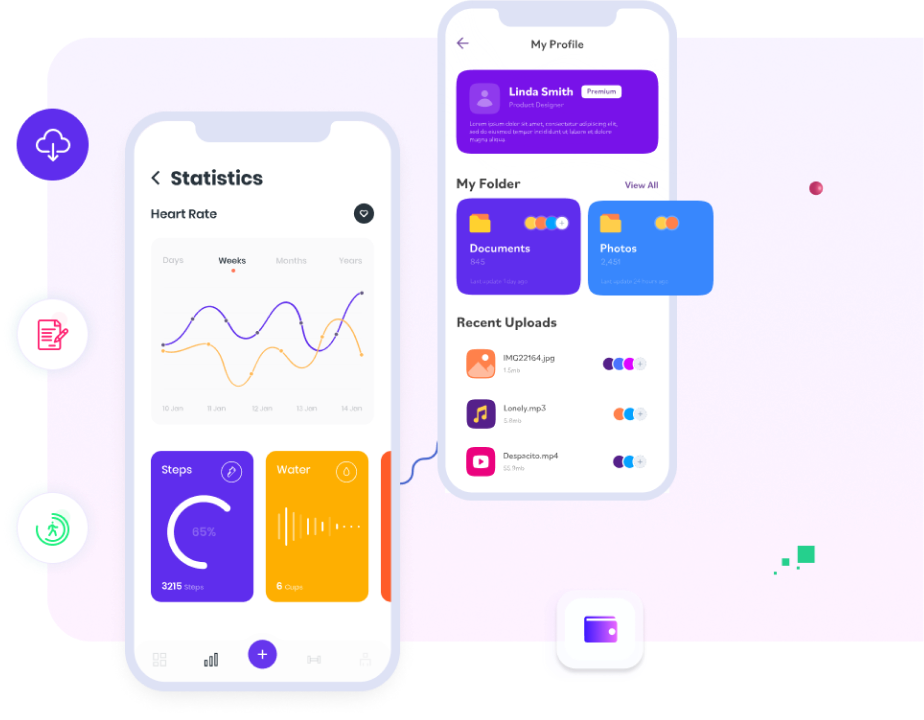 My Profile
Linda Smith
Premium
Product Designer
Lorem ipsum dolor sit amet, consectetur adipiscing elit,
sed do eiusmod tempor incididunt ut labore et dolore
magna aliqua
My Folder
View All
Documents
845
Last update 1 day ago
Photos
3,451
Last update 24 hours ago
Recent Uploads
IMG22164.jpg
1.5mb
Lonely.mp3
Despacito.mp4
55.9mb
Statistics
Heart Rate
Days Weeks Months Years
10 Jan 11 Jan 12 Jan 13 Jan 14 Jan
Steps
65%
3215 Steps
Water
6 Cups